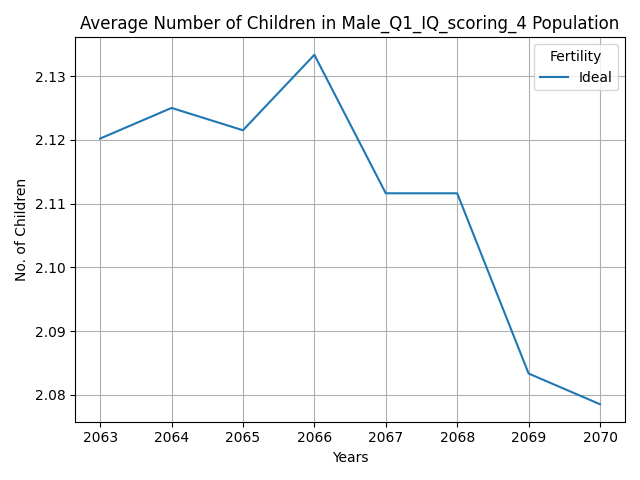 Average Number of Children in Male_Q1_IQ_scoring_4 Population
Fertility
Ideal
No. of Children
2.13
2.12
2.11
2.10
2.09
2.08
2063 2064 2065 2066 2067 2068 2069 2070
Years